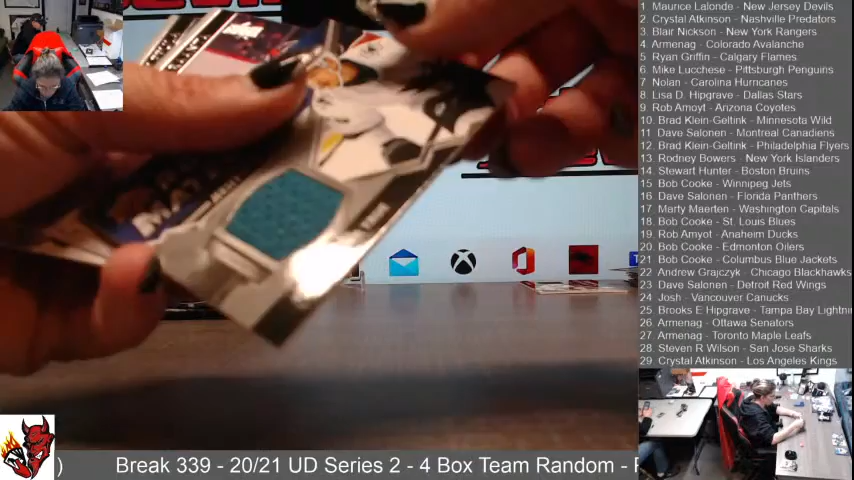 1 Maurice Lalonde - New Jersey Devils
2 Crystal Atkinson - Nashville Predators
3. Blair Nickson - New York Rangers
4 Armenag - Colorado Avalanche
5 Ryan Griffin - Calgary Flames
6. Mike Lucchese - Pittsburgh Penguins
7 Nolan - Carolina Hurricanes
8 Lisa D. Hipgrave - Dallas Stars
9 Rob Amoyt - Arizona Coyotes
10. Brad Klein-Geltink - Minnesota Wild
11 Dave Salonen - Montreal Canadiens
12. Brad Klein-Geltink - Philadelphia Flyers
13 Rodney Bowers - New York Islanders
14 Stewart Hunter - Boston Bruins
15 Bob Cooke - Winnipeg Jets
16 Dave Salonen - Florida Panthers
17. Marty Maerten - Washington Capitals
18 Bob Cooke - St. Louis Blues
19. Rob Amyot - Anaheim Ducks
20. Bob Cooke - Edmonton Oilers
21 Bob Cooke - Columbus Blue Jackets
22 Andrew Grajczyk - Chicago Blackhawks
23 Dave Salonen - Detroit Red Wings
24 Josh - Vancouver Canucks
25 Brooks E Hipgrave - Tampa Bay Lightnin
26 Armenag - Ottawa Senators
27 Armenag - Toronto Maple Leafs
28. Steven R Wilson - San Jose Sharks
29. Crystal Atkinson - Los Angeles Kings
) Break 339 - 20/21 UD Series 2 - 4 Box Team Random -